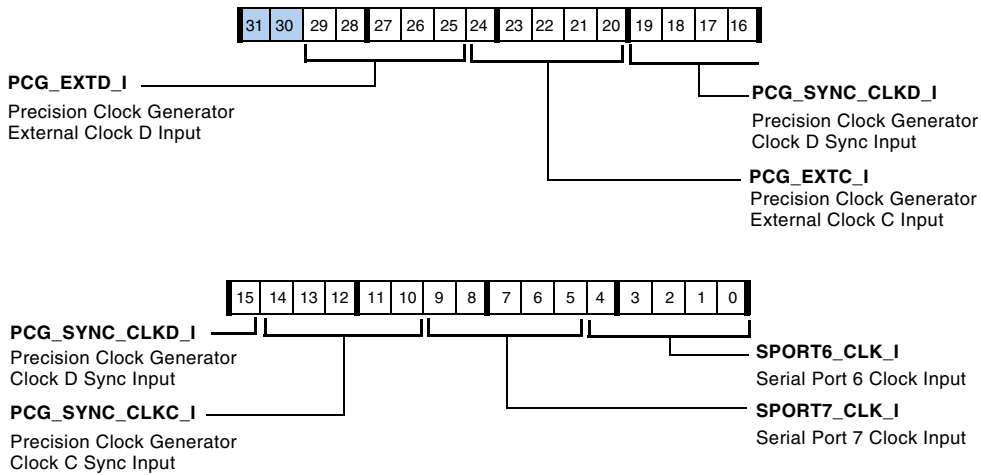 31 30 29 28 27 26 25 24 23 22 21 20 19 18 17 16
PCG_EXTD_I
Precision Clock Generator
External Clock D Input
PCG_SYNC_CLKD_I
Precision Clock Generator
Clock D Sync Input
PCG_EXTC_I
Precision Clock Generator
External Clock C Input
15 14 13 12 11 10 9 8 7 6 5 4 3 2 1 0
PCG_SYNC_CLKD_I
Precision Clock Generator
Clock D Sync Input
PCG_SYNC_CLKC_I
Precision Clock Generator
Clock C Sync Input
SPORT6_CLK_I
Serial Port 6 Clock Input
SPORT7_CLK_I
Serial Port 7 Clock Input